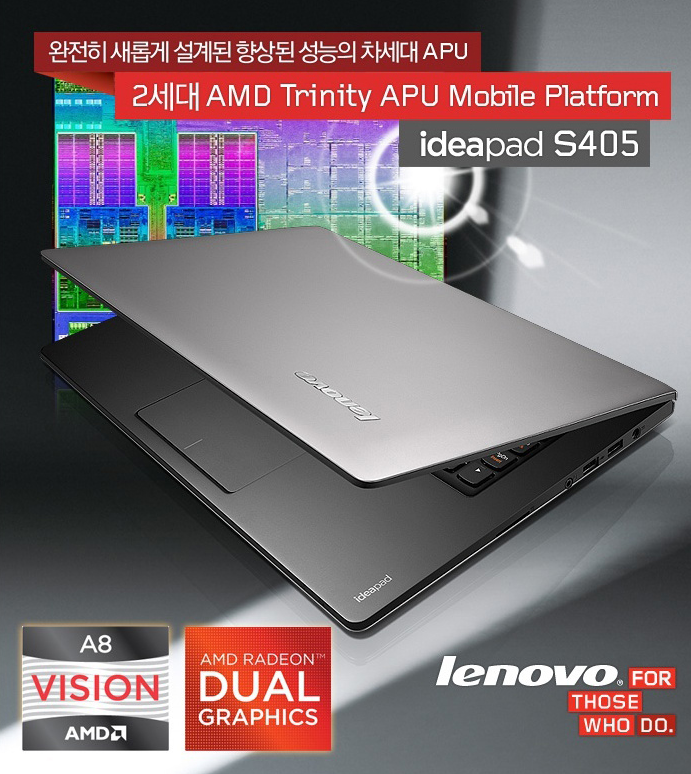 완전히 새롭게 설계된 향상된 성능의 차세대 APU
2세대 AMD Trinity APU Mobile Platform
ideapad S405
lenovo
ideapad
A8
VISION
AMD
AMD RADEON™
DUAL
GRAPHICS
lenovo® FOR
THOSE
WHO DO.